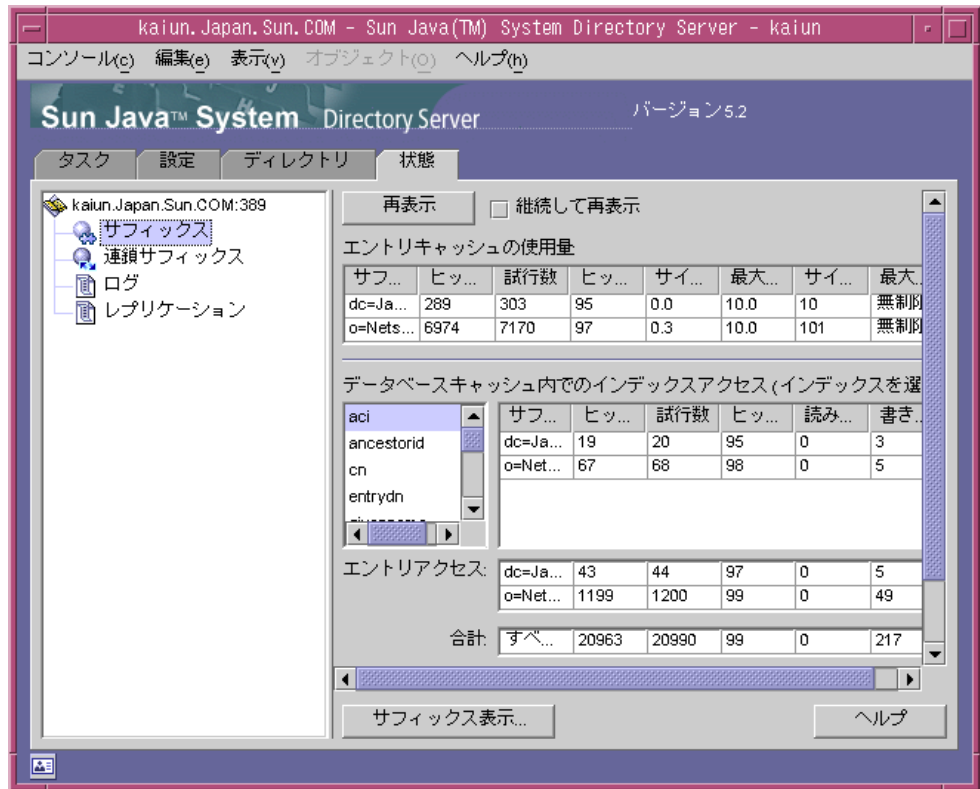 kaiun.Japan.Sun.COM - Sun Java(TM) System Directory Server - kaiun
コンソール(c) 編集(e) 表示(v) オブジェクト(o) ヘルプ(h)
Sun Java™ System Directory Server バージョン5.2
タスク 設定 ディレクトリ 状態
kaiun.Japan.Sun.COM:389
サフィックス
連鎖サフィックス
ログ
レプリケーション
再表示 継続して再表示
エントリキャッシュの使用量
サフ... ヒッ... 試行数 ヒッ... サイ... 最大... サイ... 最大.
dc=Ja... 289 303 95 0.0 10.0 10 無制限
o=Nets... 6974 7170 97 0.3 10.0 101 無制限
データベースキャッシュ内でのインデックスアクセス(インデックスを選
aci
ancestorid
cn
entrydn
サフ... ヒッ... 試行数 ヒッ... 読み... 書き.
dc=Ja... 19 20 95 0 3
o=Net... 67 68 98 0 5
エントリアクセス:
dc=Ja... 43 44 97 0 5
o=Net... 1199 1200 99 0 49
合計: すべ... 20963 20990 99 0 217
サフィックス表示... ヘルプ